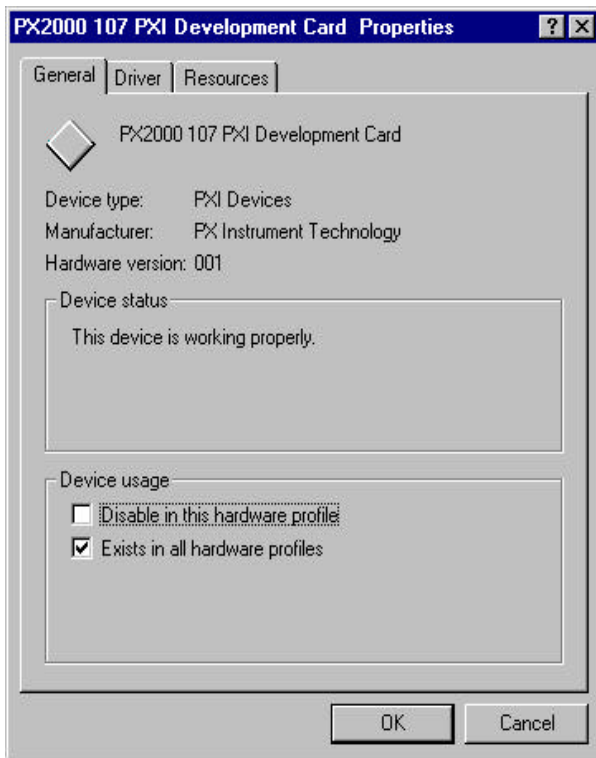 PX2000 107 PXI Development Card Properties
General Driver Resources
PX2000 107 PXI Development Card
Device type: PXI Devices
Manufacturer: PX Instrument Technology
Hardware version: 001
Device status
This device is working properly.
Device usage
Disable in this hardware profile
Exists in all hardware profiles
OK Cancel